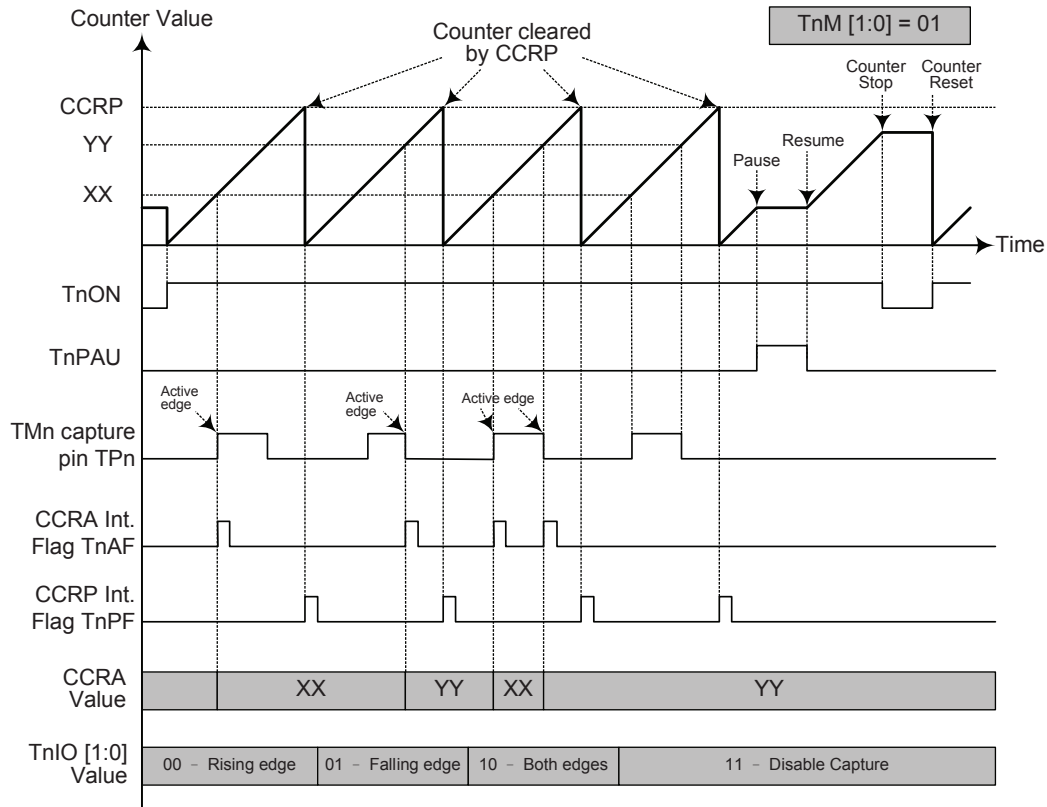 Counter Value
Counter cleared
by CCRP
TnM [1:0] = 01
Counter
Stop
Counter
Reset
CCRP
YY
Pause
Resume
XX
Time
TnON
TnPAU
Active
edge
Active
edge
Active edge
TMn capture
pin TPn
CCRA Int.
Flag TnAF
CCRP Int.
Flag TnPF
CCRA
Value
XX
YY
XX
YY
TnIO [1:0]
Value
00 – Rising edge
01 – Falling edge
10 – Both edges
11 – Disable Capture